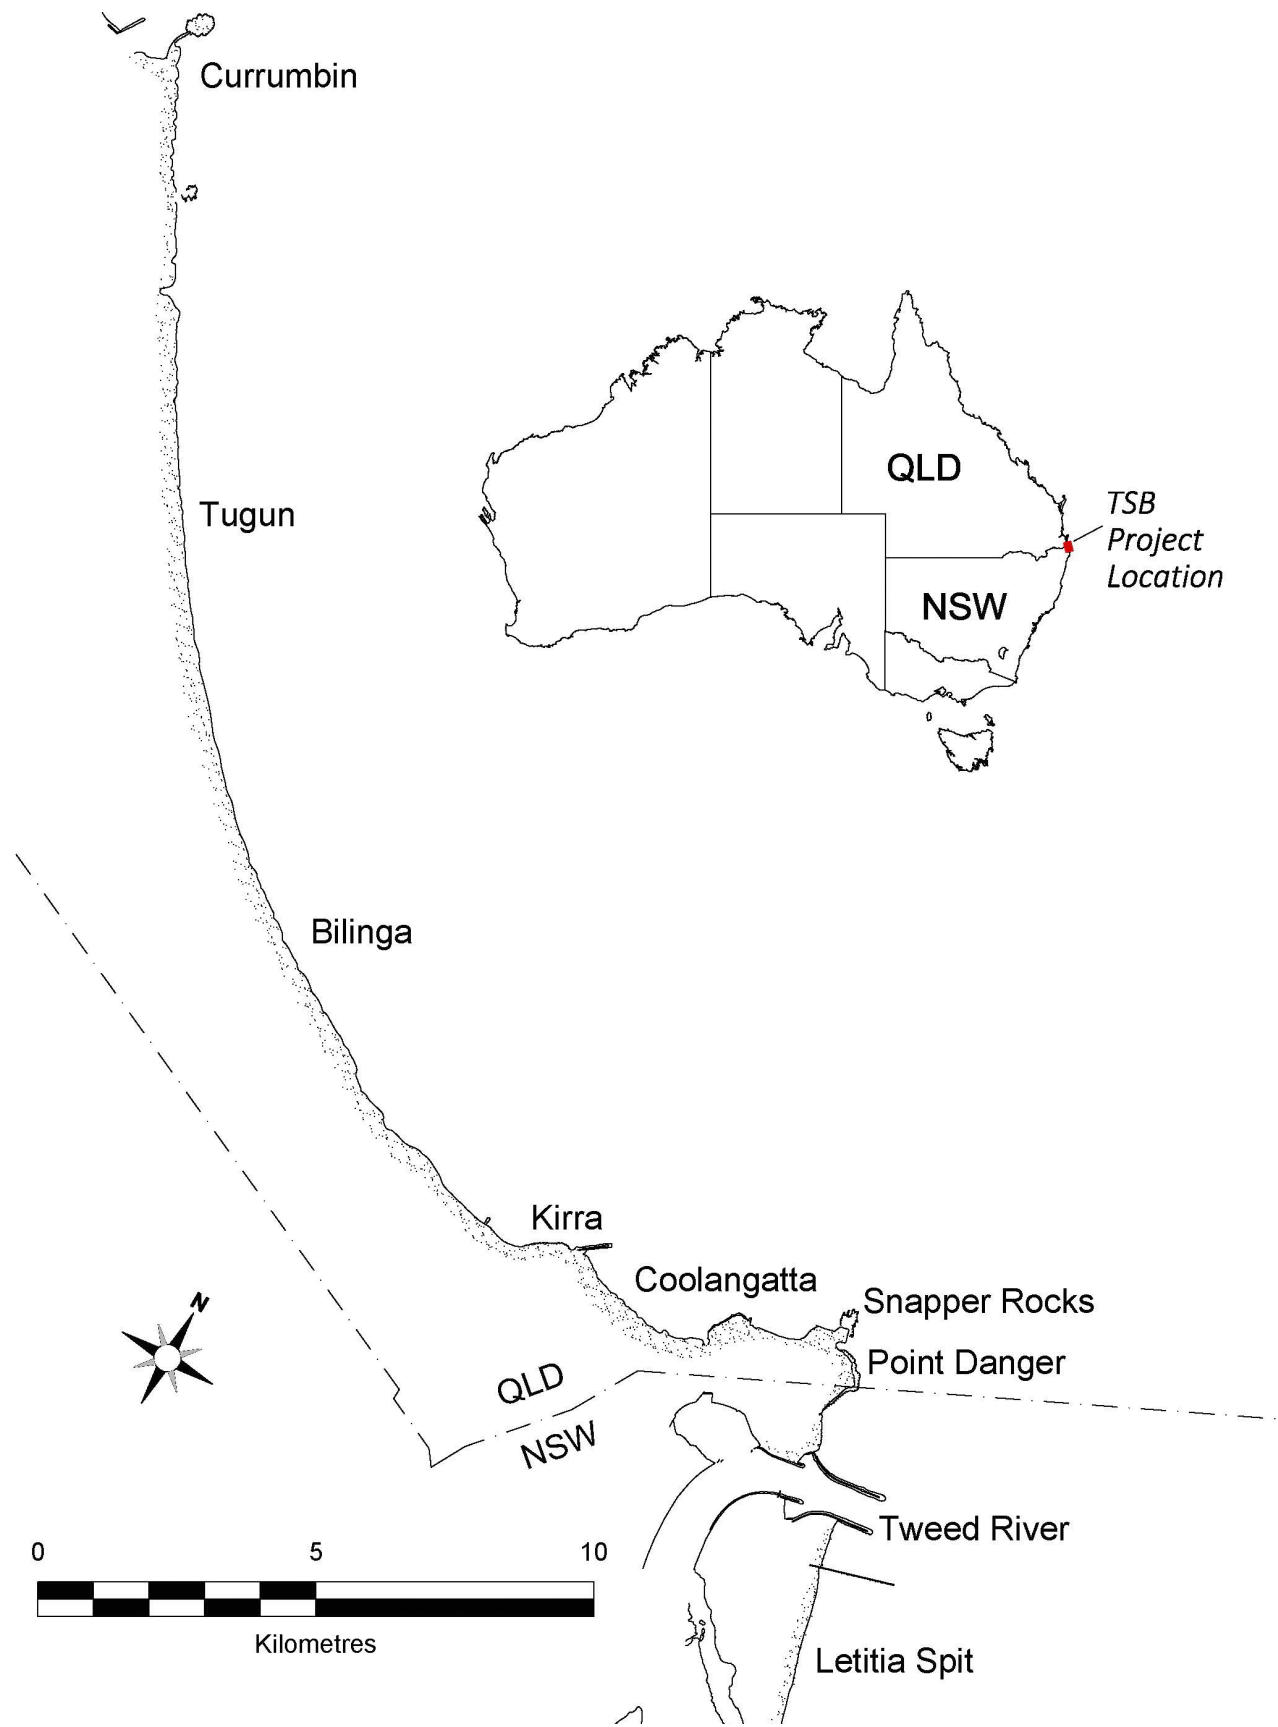 Currumbin
QLD
TSB
Project
Location
Tugun
NSW
Bilinga
Kirra
Coolangatta
N
Snapper Rocks
Point Danger
QLD
NSW
Tweed River
0 5 10
Kilometres
Letitia Spit